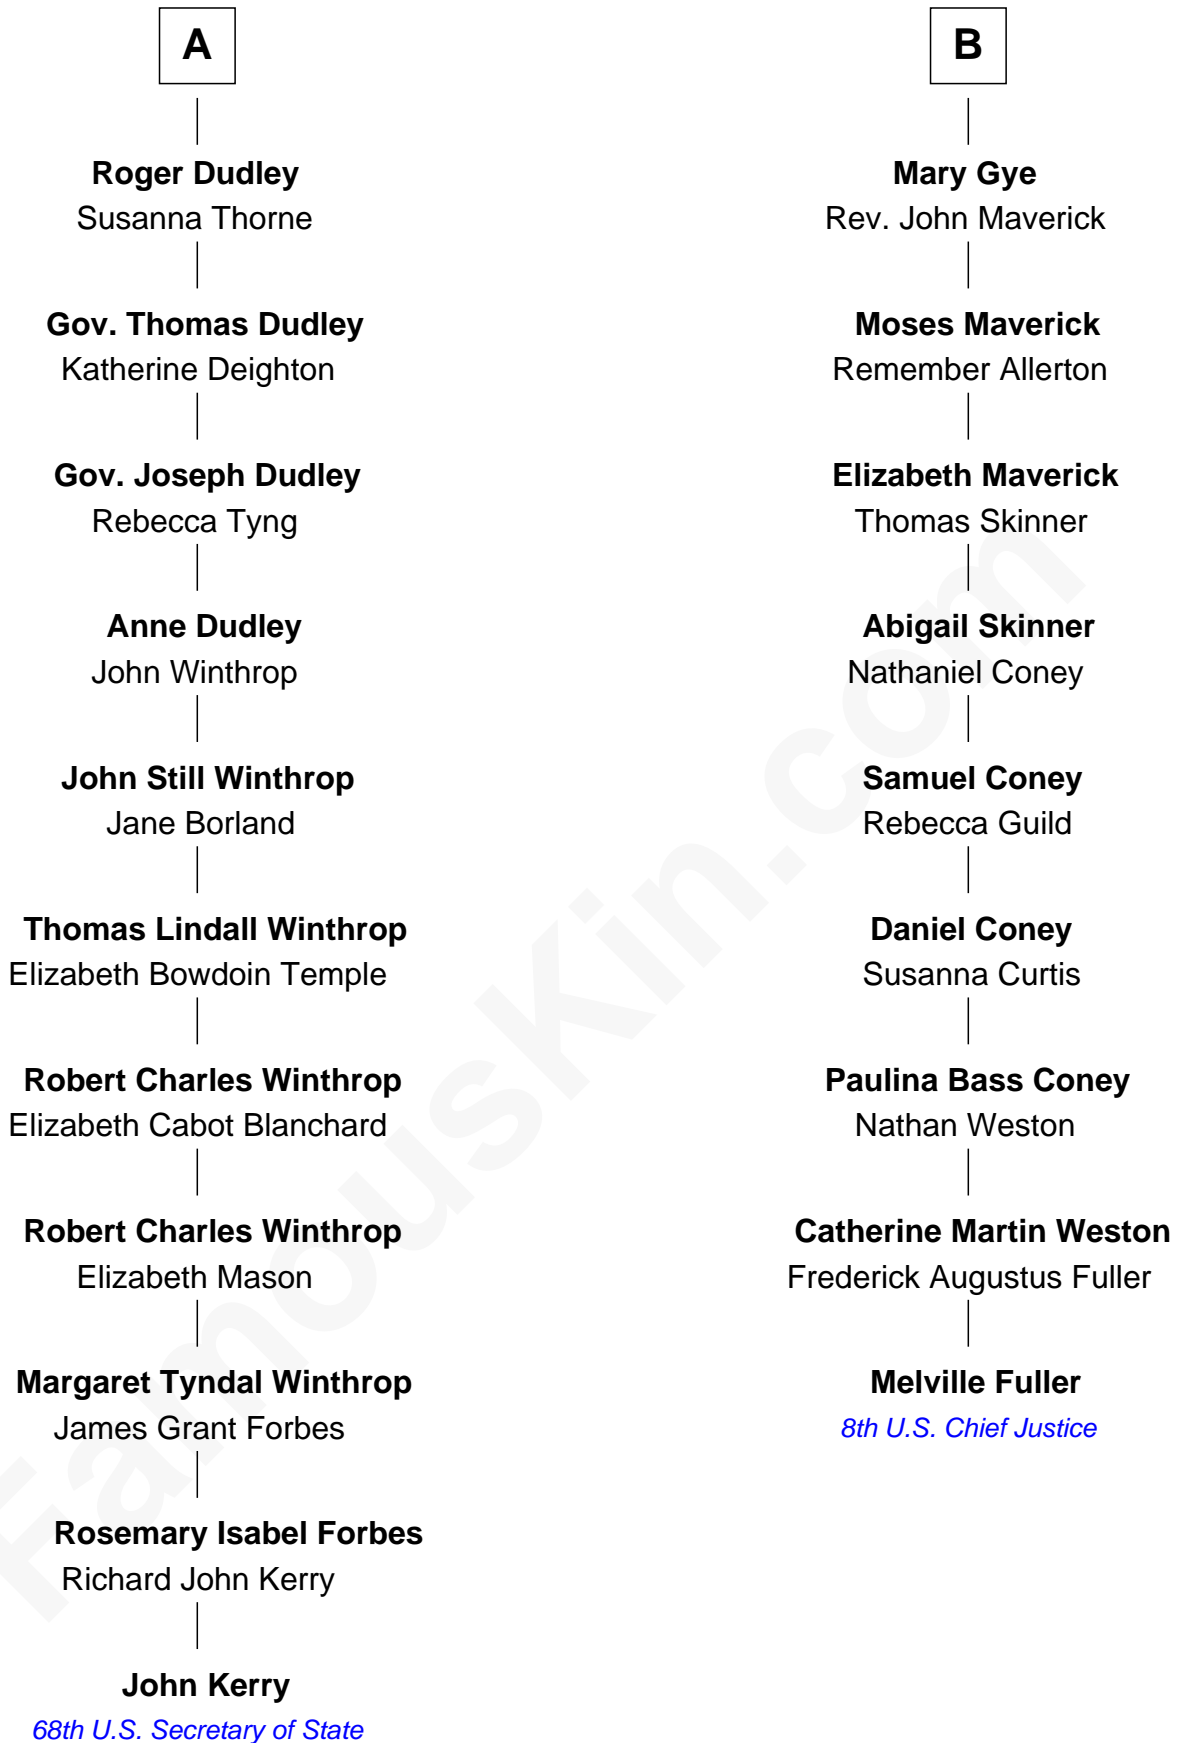 A
Roger Dudley
Susanna Thorne
Gov. Thomas Dudley
Katherine Deighton
Gov. Joseph Dudley
Rebecca Tyng
Anne Dudley
John Winthrop
John Still Winthrop
Jane Borland
Thomas Lindall Winthrop
Elizabeth Bowdoin Temple
Robert Charles Winthrop
Elizabeth Cabot Blanchard
Robert Charles Winthrop
Elizabeth Mason
Margaret Tyndal Winthrop
James Grant Forbes
Rosemary Isabel Forbes
Richard John Kerry
John Kerry
68th U.S. Secretary of State
B
Mary Gye
Rev. John Maverick
Moses Maverick
Remember Allerton
Elizabeth Maverick
Thomas Skinner
Abigail Skinner
Nathaniel Coney
Samuel Coney
Rebecca Guild
Daniel Coney
Susanna Curtis
Paulina Bass Coney
Nathan Weston
Catherine Martin Weston
Frederick Augustus Fuller
Melville Fuller
8th U.S. Chief Justice
FamousKin.com